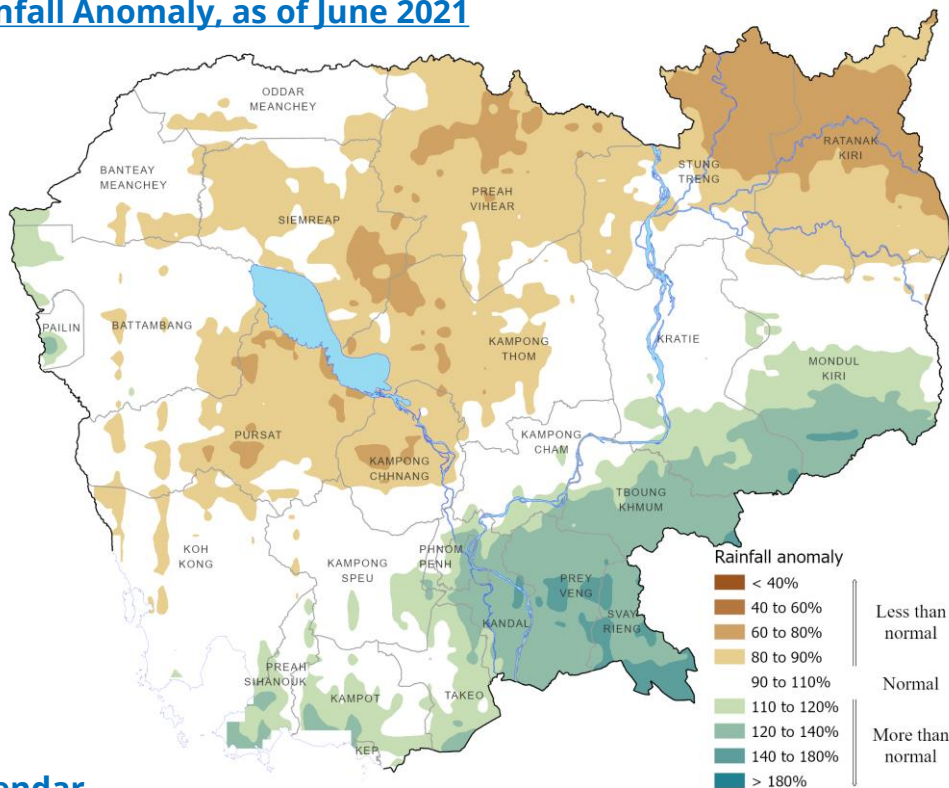 nfall Anomaly, as of June 2021
ODDAR
MEANCHEY
BANTEAY
MEANCHEY
RATANAK
KIRI
STUNG
TRENG
PREAH
VIHEAR
SIEMREAP
PAILIN
BATTAMBANG
KAMPONG
THOM
KRATIE
MONDUL
KIRI
PURSAT
KAMPONG
CHAM
KAMPONG
CHHNANG
TBOUNG
KHMUM
KOH
KONG
KAMPONG
SPEU
PHNOM
PENH
PREY
VENG
KANDAL
SVAY
RIENG
PREAH
SIHANOUK
KAMPOT
TAKEO
KEP
Rainfall anomaly
< 40%
40 to 60%
60 to 80%
80 to 90%
90 to 110%
110 to 120%
120 to 140%
140 to 180%
> 180%
Less than
normal
Normal
More than
normal
endar